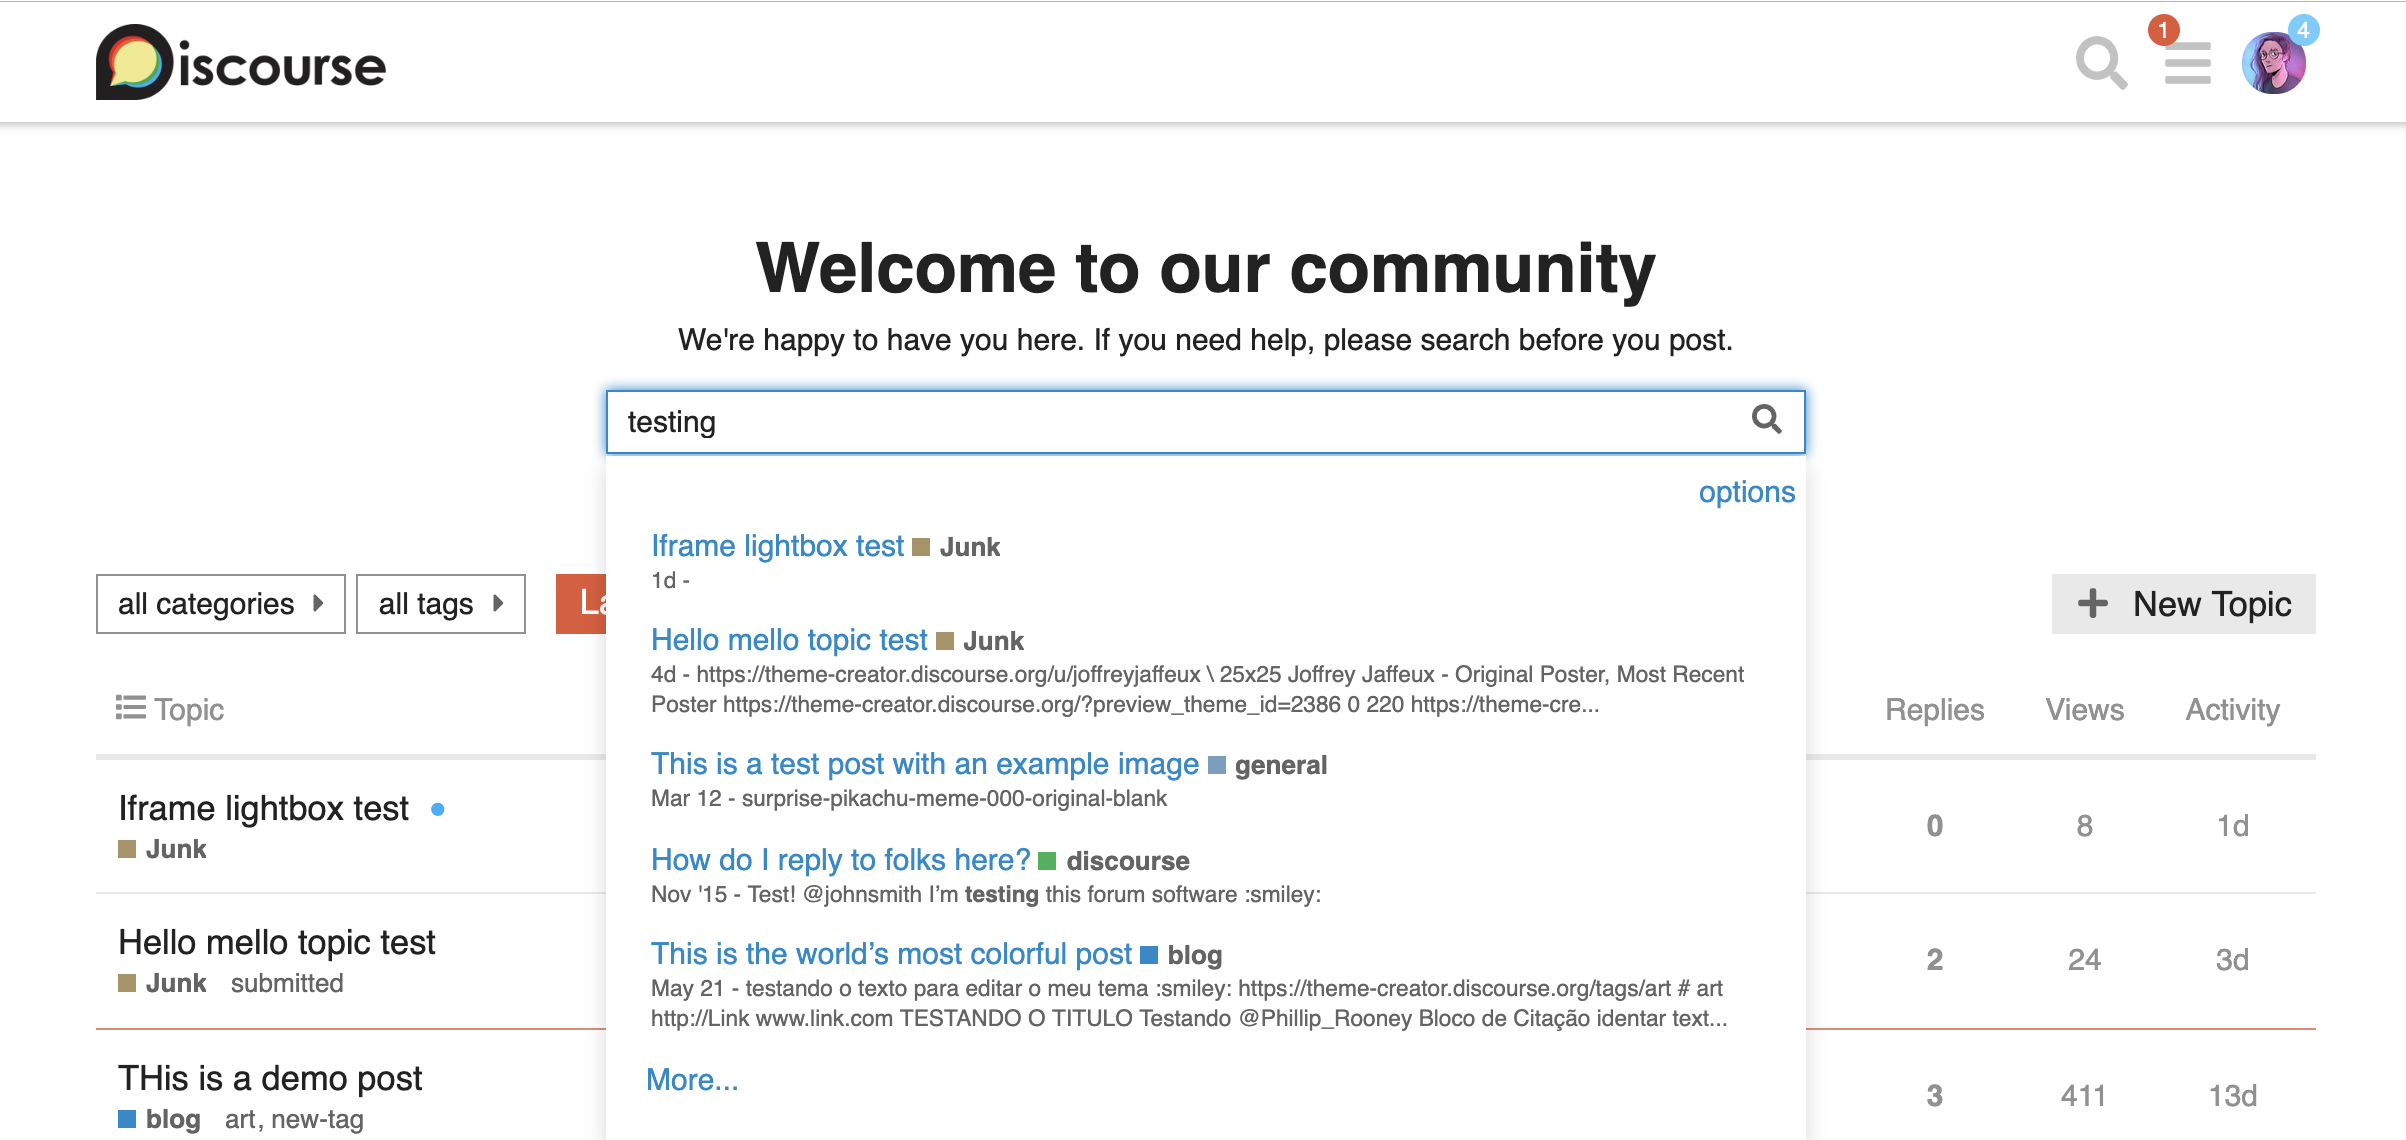 Discourse
1
4
Welcome to our community
We're happy to have you here. If you need help, please search before you post.
testing
options
Iframe lightbox test Junk
1d -
Hello mello topic test Junk
4d - https://theme-creator.discourse.org/u/joffreyjaffeux \ 25x25 Joffrey Jaffeux - Original Poster, Most Recent
Poster https://theme-creator.discourse.org/?preview_theme_id=2386 0 220 https://theme-cre...
This is a test post with an example image general
Mar 12 - surprise-pikachu-meme-000-original-blank
How do I reply to folks here? discourse
Nov '15 - Test! @johnsmith I’m testing this forum software :smiley:
This is the world’s most colorful post blog
May 21 - testando o texto para editar o meu tema :smiley: https://theme-creator.discourse.org/tags/art # art
http://Link www.link.com TESTANDO O TITULO Testando @Phillip_Rooney Bloco de Citação identar text...
More...
all categories
all tags
La
New Topic
Topic
Replies Views Activity
Iframe lightbox test
Junk
0 8 1d
Hello mello topic test
Junk submitted
2 24 3d
THis is a demo post
blog art, new-tag
3 411 13d